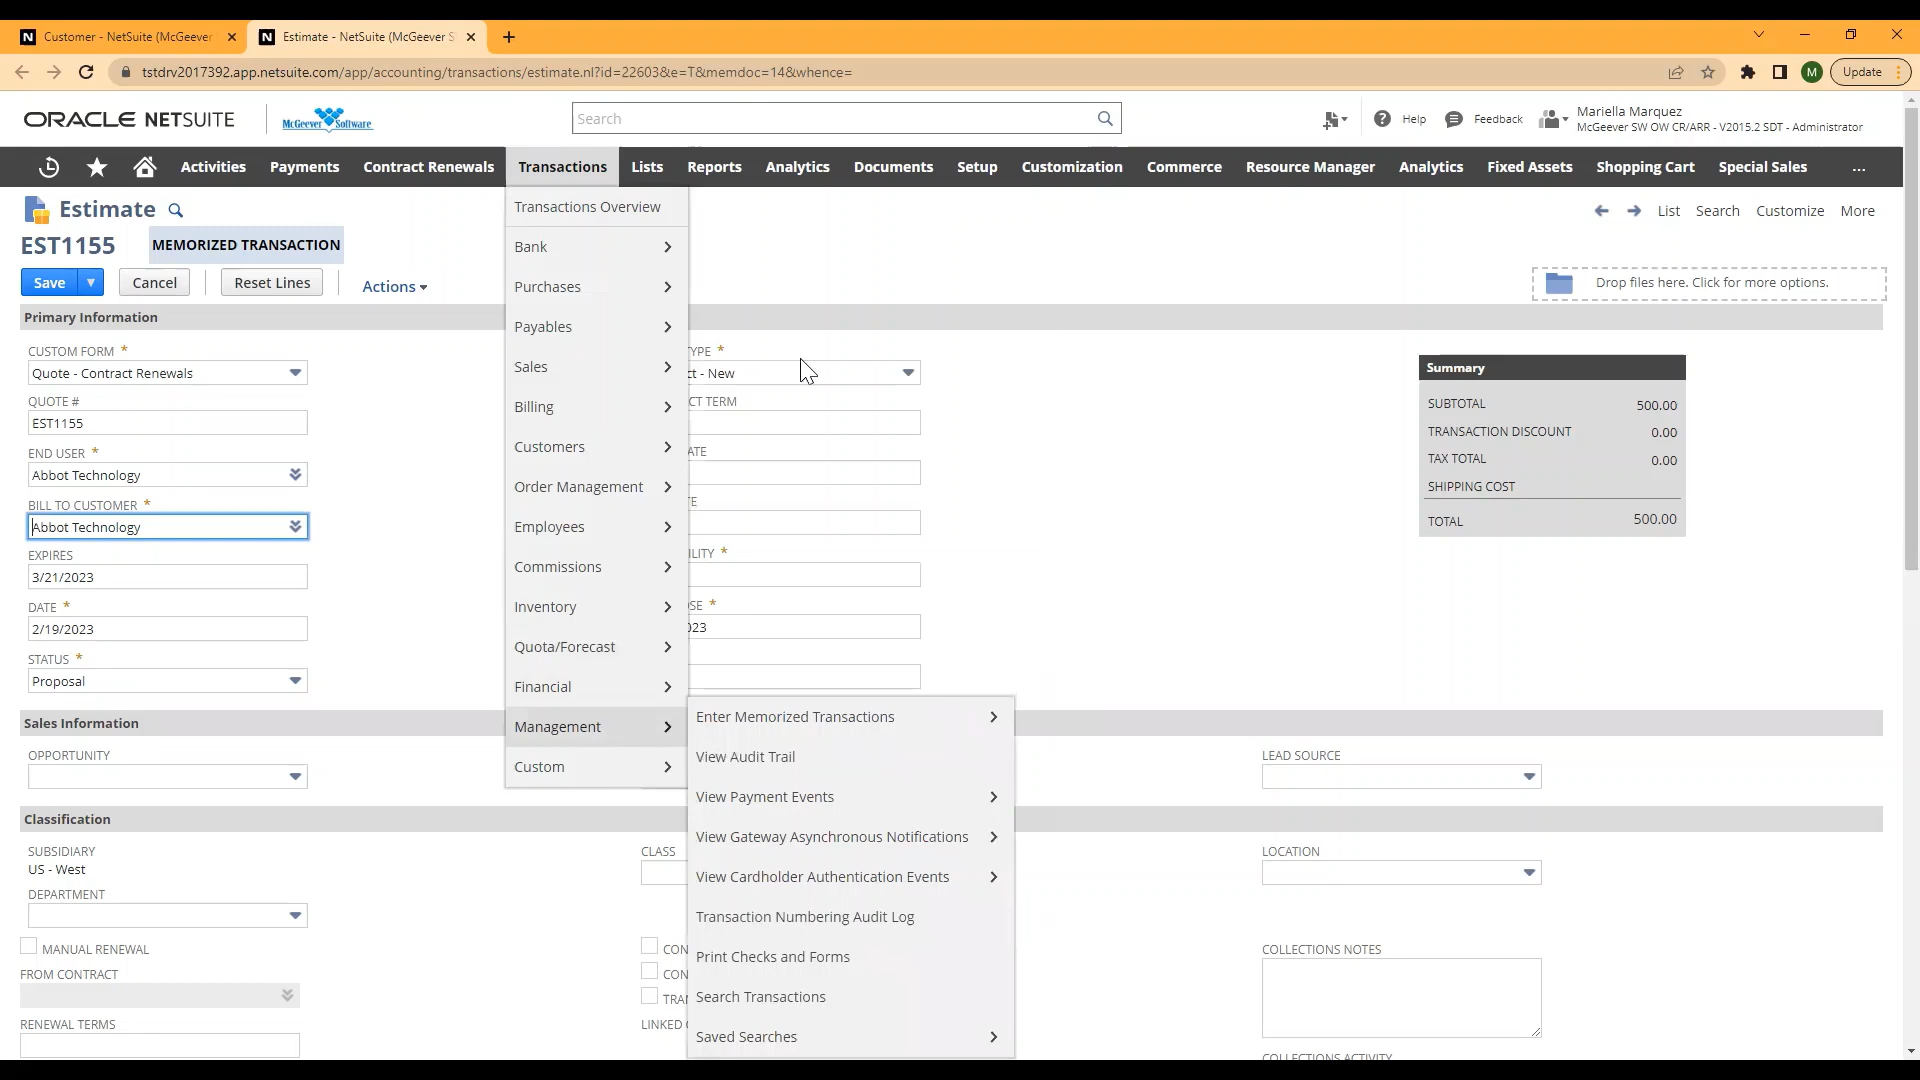 Customer - NetSuite (McGeever
Estimate - NetSuite (McGeever S
tstdrv2017392.app.netsuite.com/app/accounting/transactions/estimate.nl?id=22603&e=T&memdoc=14&whence=
M
Update
ORACLE NETSUITE
McGeever Software
Search
Help
Feedback
Mariella Marquez
McGeever SW OW CR/ARR - V2015.2 SDT - Administrator
Activities Payments Contract Renewals Transactions Lists Reports Analytics Documents Setup Customization Commerce Resource Manager Analytics Fixed Assets Shopping Cart Special Sales ...
Estimate
List Search Customize More
EST1155 MEMORIZED TRANSACTION
Save Cancel Reset Lines Actions
Drop files here. Click for more options.
Primary Information
CUSTOM FORM *
Quote - Contract Renewals
QUOTE #
EST1155
END USER *
Abbot Technology
BILL TO CUSTOMER *
Abbot Technology
EXPIRES
3/21/2023
DATE *
2/19/2023
STATUS *
Proposal
Transactions Overview
Bank
Purchases
Payables
Sales
Billing
Customers
Order Management
Employees
Commissions
Inventory
Quota/Forecast
Financial
Management
Custom
TYPE *
ct - New
CT TERM
ATE
TE
ILITY *
OSE *
023
Enter Memorized Transactions
View Audit Trail
View Payment Events
View Gateway Asynchronous Notifications
View Cardholder Authentication Events
Transaction Numbering Audit Log
Print Checks and Forms
Search Transactions
Saved Searches
Summary
SUBTOTAL 500.00
TRANSACTION DISCOUNT 0.00
TAX TOTAL 0.00
SHIPPING COST
TOTAL 500.00
Sales Information
OPPORTUNITY
LEAD SOURCE
Classification
SUBSIDIARY
US - West
DEPARTMENT
MANUAL RENEWAL
FROM CONTRACT
RENEWAL TERMS
CLASS
CON
CON
TRA
LINKED
LOCATION
COLLECTIONS NOTES
COLLECTIONS ACTIVITY